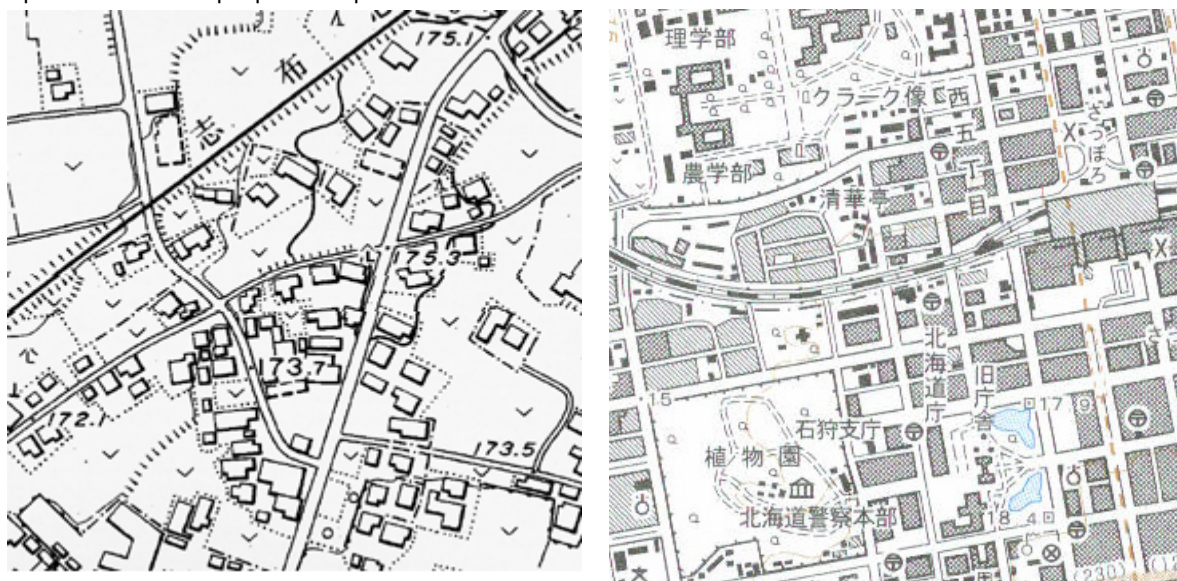 175.1
布
志
175.3
173.7
172.1
173.5
理学部
クラーク像
西
五丁目
さっぽろ
農学部
清華亭
北海道庁
旧庁舎
15
17
9
石狩支庁
植物園
北海道警察本部
18
4
さ
(230)